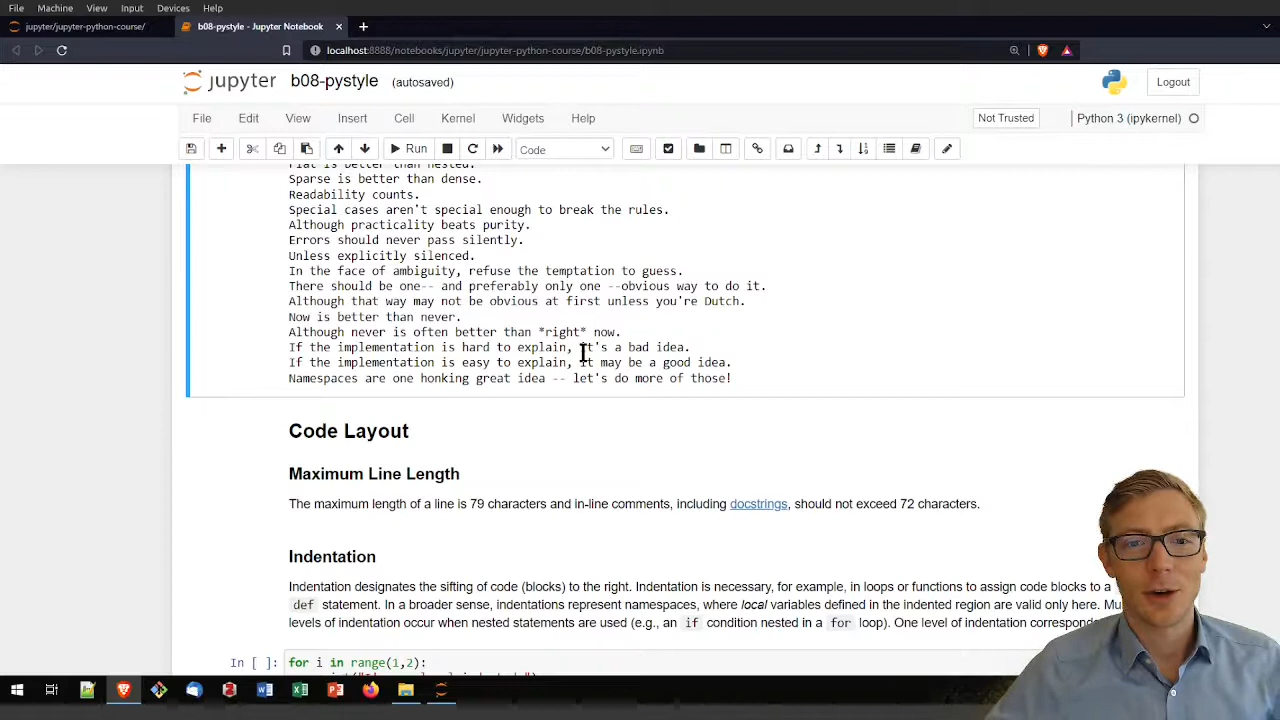 File Machine View Input Devices Help
jupyter/jupyter-python-course/
b08-pystyle - Jupyter Notebook
localhost:8888/notebooks/jupyter/jupyter-python-course/b08-pystyle.ipynb
jupyter b08-pystyle (autosaved)
Logout
File Edit View Insert Cell Kernel Widgets Help
Not Trusted
Python 3 (ipykernel)
Run
Code
Flat is better than nested.
Sparse is better than dense.
Readability counts.
Special cases aren't special enough to break the rules.
Although practicality beats purity.
Errors should never pass silently.
Unless explicitly silenced.
In the face of ambiguity, refuse the temptation to guess.
There should be one-- and preferably only one --obvious way to do it.
Although that way may not be obvious at first unless you're Dutch.
Now is better than never.
Although never is often better than *right* now.
If the implementation is hard to explain, it's a bad idea.
If the implementation is easy to explain, it may be a good idea.
Namespaces are one honking great idea -- let's do more of those!
Code Layout
Maximum Line Length
The maximum length of a line is 79 characters and in-line comments, including docstrings, should not exceed 72 characters.
Indentation
Indentation designates the sifting of code (blocks) to the right. Indentation is necessary, for example, in loops or functions to assign code blocks to a
def statement. In a broader sense, indentations represent namespaces, where local variables defined in the indented region are valid only here.
levels of indentation occur when nested statements are used (e.g., an if condition nested in a for loop). One level of indentation
In [ ]: for i in range(1,2):